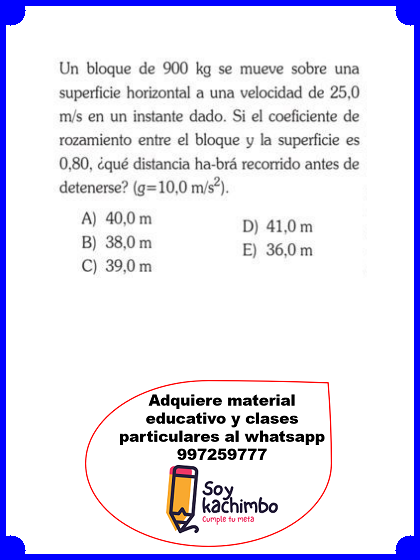 Un bloque de 900 kg se mueve sobre una
superficie horizontal a una velocidad de 25,0
m/s en un instante dado. Si el coeficiente de
rozamiento entre el bloque y la superficie es
0,80, ¿qué distancia ha-brá recorrido antes de
detenerse? (g=10,0 m/s²).
A) 40,0 m
B) 38,0 m
C) 39,0 m
D) 41,0 m
E) 36,0 m
Adquiere material
educativo y clases
particulares al whatsapp
997259777
Soy
kachimbo
Cumple tu meta